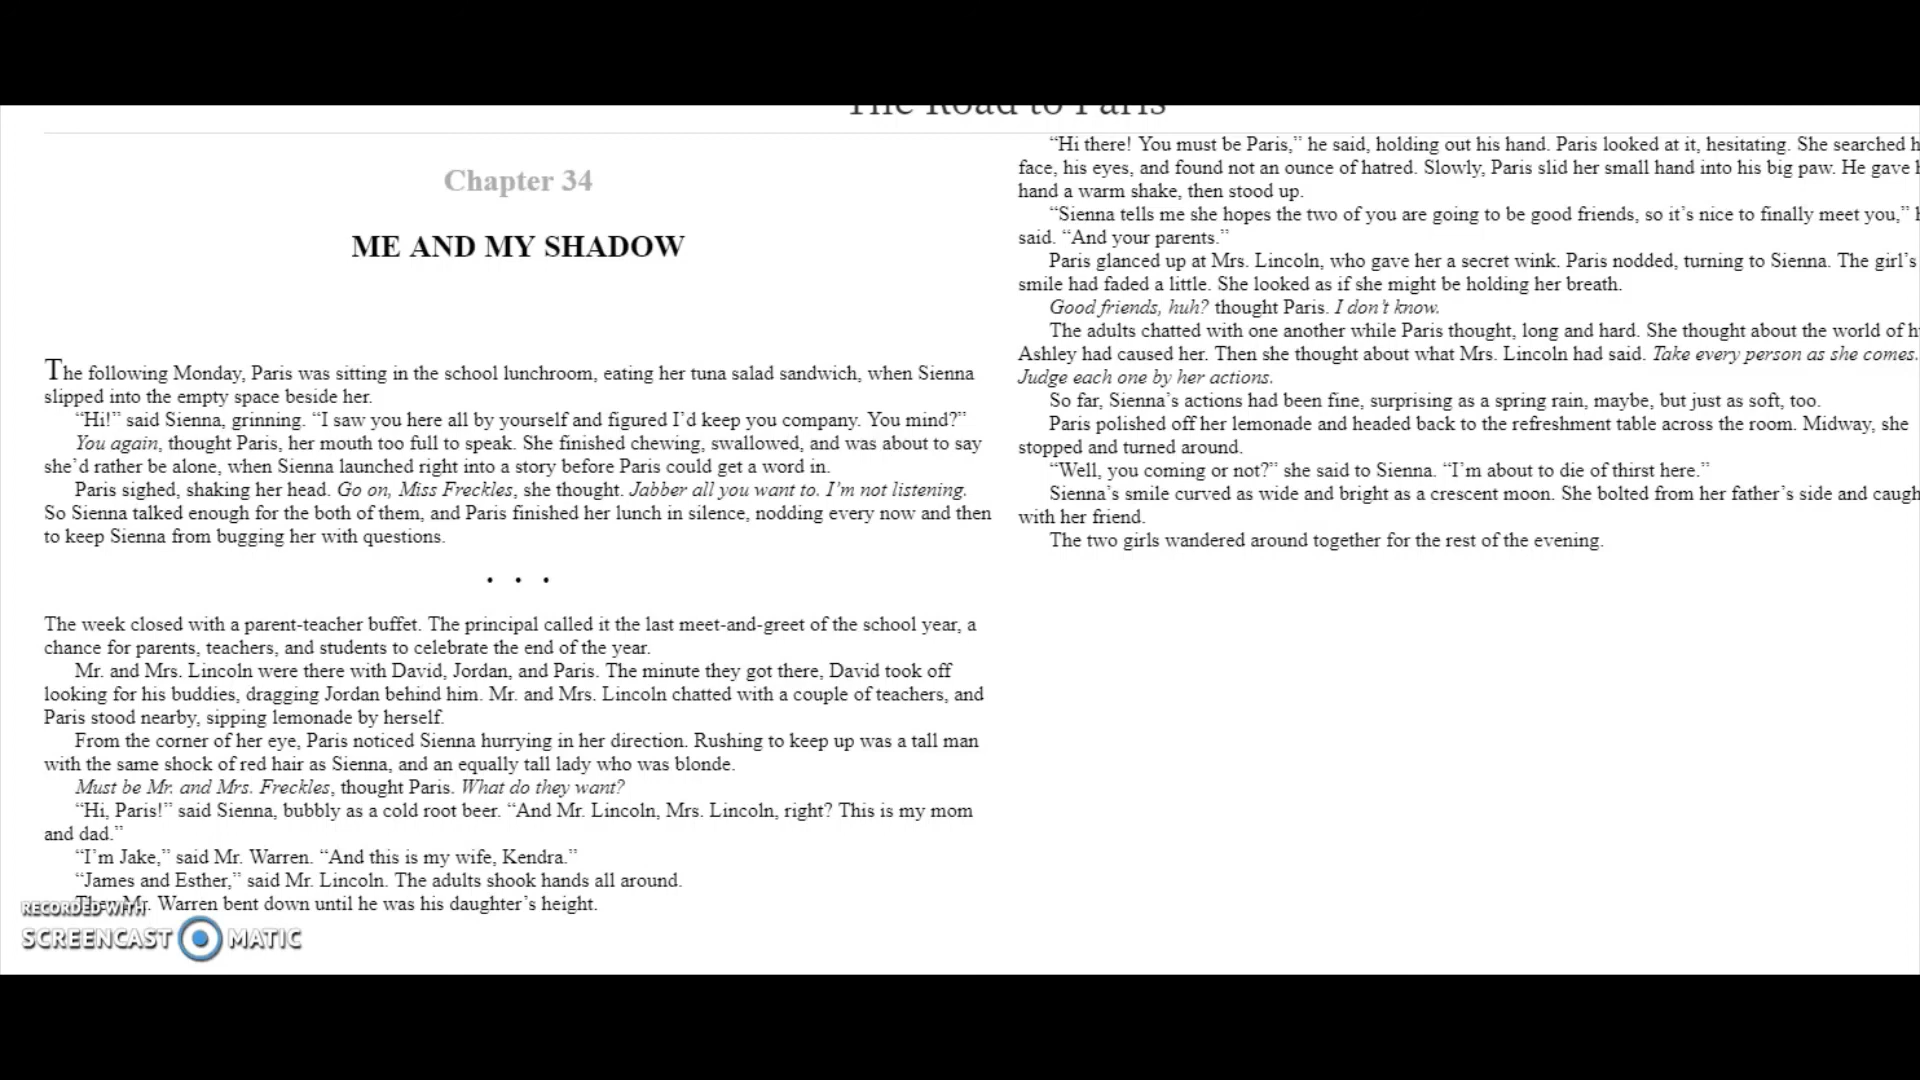 The Road to Paris
Chapter 34
ME AND MY SHADOW
The following Monday, Paris was sitting in the school lunchroom, eating her tuna salad sandwich, when Sienna
slipped into the empty space beside her.
“Hi!” said Sienna, grinning. “I saw you here all by yourself and figured I’d keep you company. You mind?”
You again, thought Paris, her mouth too full to speak. She finished chewing, swallowed, and was about to say
she’d rather be alone, when Sienna launched right into a story before Paris could get a word in.
Paris sighed, shaking her head. Go on, Miss Freckles, she thought. Jabber all you want to. I’m not listening.
So Sienna talked enough for the both of them, and Paris finished her lunch in silence, nodding every now and then
to keep Sienna from bugging her with questions.
• • •
The week closed with a parent-teacher buffet. The principal called it the last meet-and-greet of the school year, a
chance for parents, teachers, and students to celebrate the end of the year.
Mr. and Mrs. Lincoln were there with David, Jordan, and Paris. The minute they got there, David took off
looking for his buddies, dragging Jordan behind him. Mr. and Mrs. Lincoln chatted with a couple of teachers, and
Paris stood nearby, sipping lemonade by herself.
From the corner of her eye, Paris noticed Sienna hurrying in her direction. Rushing to keep up was a tall man
with the same shock of red hair as Sienna, and an equally tall lady who was blonde.
Must be Mr. and Mrs. Freckles, thought Paris. What do they want?
“Hi, Paris!” said Sienna, bubbly as a cold root beer. “And Mr. Lincoln, Mrs. Lincoln, right? This is my mom
and dad.”
“I’m Jake,” said Mr. Warren. “And this is my wife, Kendra.”
“James and Esther,” said Mr. Lincoln. The adults shook hands all around.
Then Mr. Warren bent down until he was his daughter’s height.
“Hi there! You must be Paris,” he said, holding out his hand. Paris looked at it, hesitating. She searched
face, his eyes, and found not an ounce of hatred. Slowly, Paris slid her small hand into his big paw. He gave
hand a warm shake, then stood up.
“Sienna tells me she hopes the two of you are going to be good friends, so it’s nice to finally meet you,”
said. “And your parents.”
Paris glanced up at Mrs. Lincoln, who gave her a secret wink. Paris nodded, turning to Sienna. The girl’s
smile had faded a little. She looked as if she might be holding her breath.
Good friends, huh? thought Paris. I don’t know.
The adults chatted with one another while Paris thought, long and hard. She thought about the world of
Ashley had caused her. Then she thought about what Mrs. Lincoln had said. Take every person as she comes.
Judge each one by her actions.
So far, Sienna’s actions had been fine, surprising as a spring rain, maybe, but just as soft, too.
Paris polished off her lemonade and headed back to the refreshment table across the room. Midway, she
stopped and turned around.
“Well, you coming or not?” she said to Sienna. “I’m about to die of thirst here.”
Sienna’s smile curved as wide and bright as a crescent moon. She bolted from her father’s side and
with her friend.
The two girls wandered around together for the rest of the evening.
RECORDED WITH
SCREENCAST MATIC